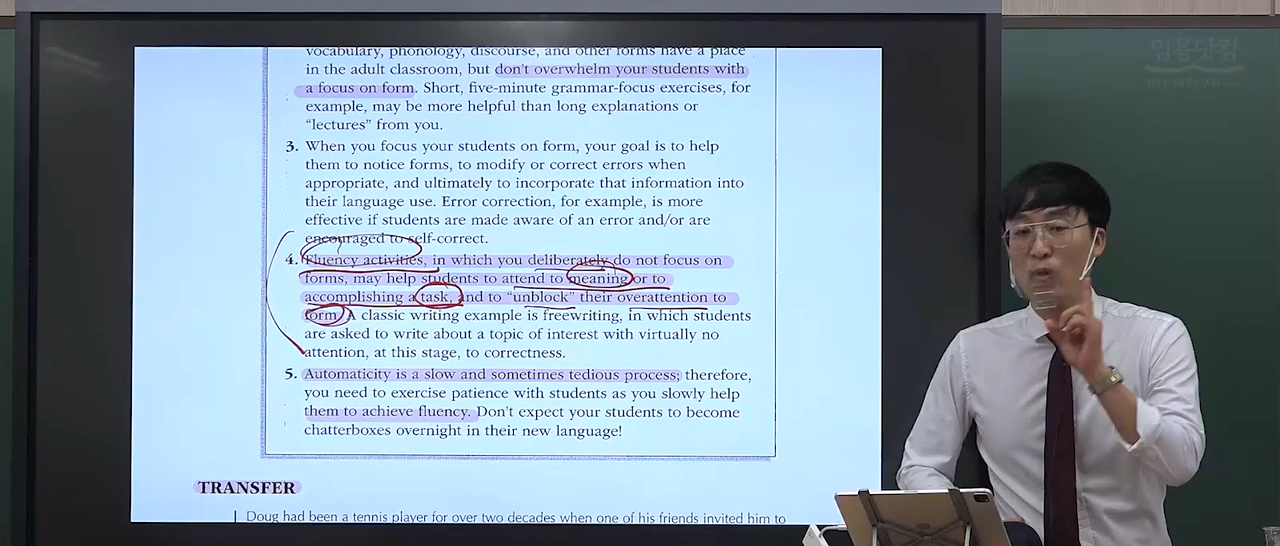 vocabulary, phonology, discourse, and other forms have a place
in the adult classroom, but don't overwhelm your students with
a focus on form. Short, five-minute grammar-focus exercises, for
example, may be more helpful than long explanations or
"lectures" from you.
3. When you focus your students on form, your goal is to help
them to notice forms, to modify or correct errors when
appropriate, and ultimately to incorporate that information into
their language use. Error correction, for example, is more
effective if students are made aware of an error and/or are
encouraged to self-correct.
4. Fluency activities, in which you deliberately do not focus on
forms, may help students to attend to meaning or to
accomplishing a task, and to "unblock" their overattention to
form. A classic writing example is freewriting, in which students
are asked to write about a topic of interest with virtually no
attention, at this stage, to correctness.
5. Automaticity is a slow and sometimes tedious process; therefore,
you need to exercise patience with students as you slowly help
them to achieve fluency. Don't expect your students to become
chatterboxes overnight in their new language!
TRANSFER
Doug had been a tennis player for over two decades when one of his friends invited him to
임용닷컴